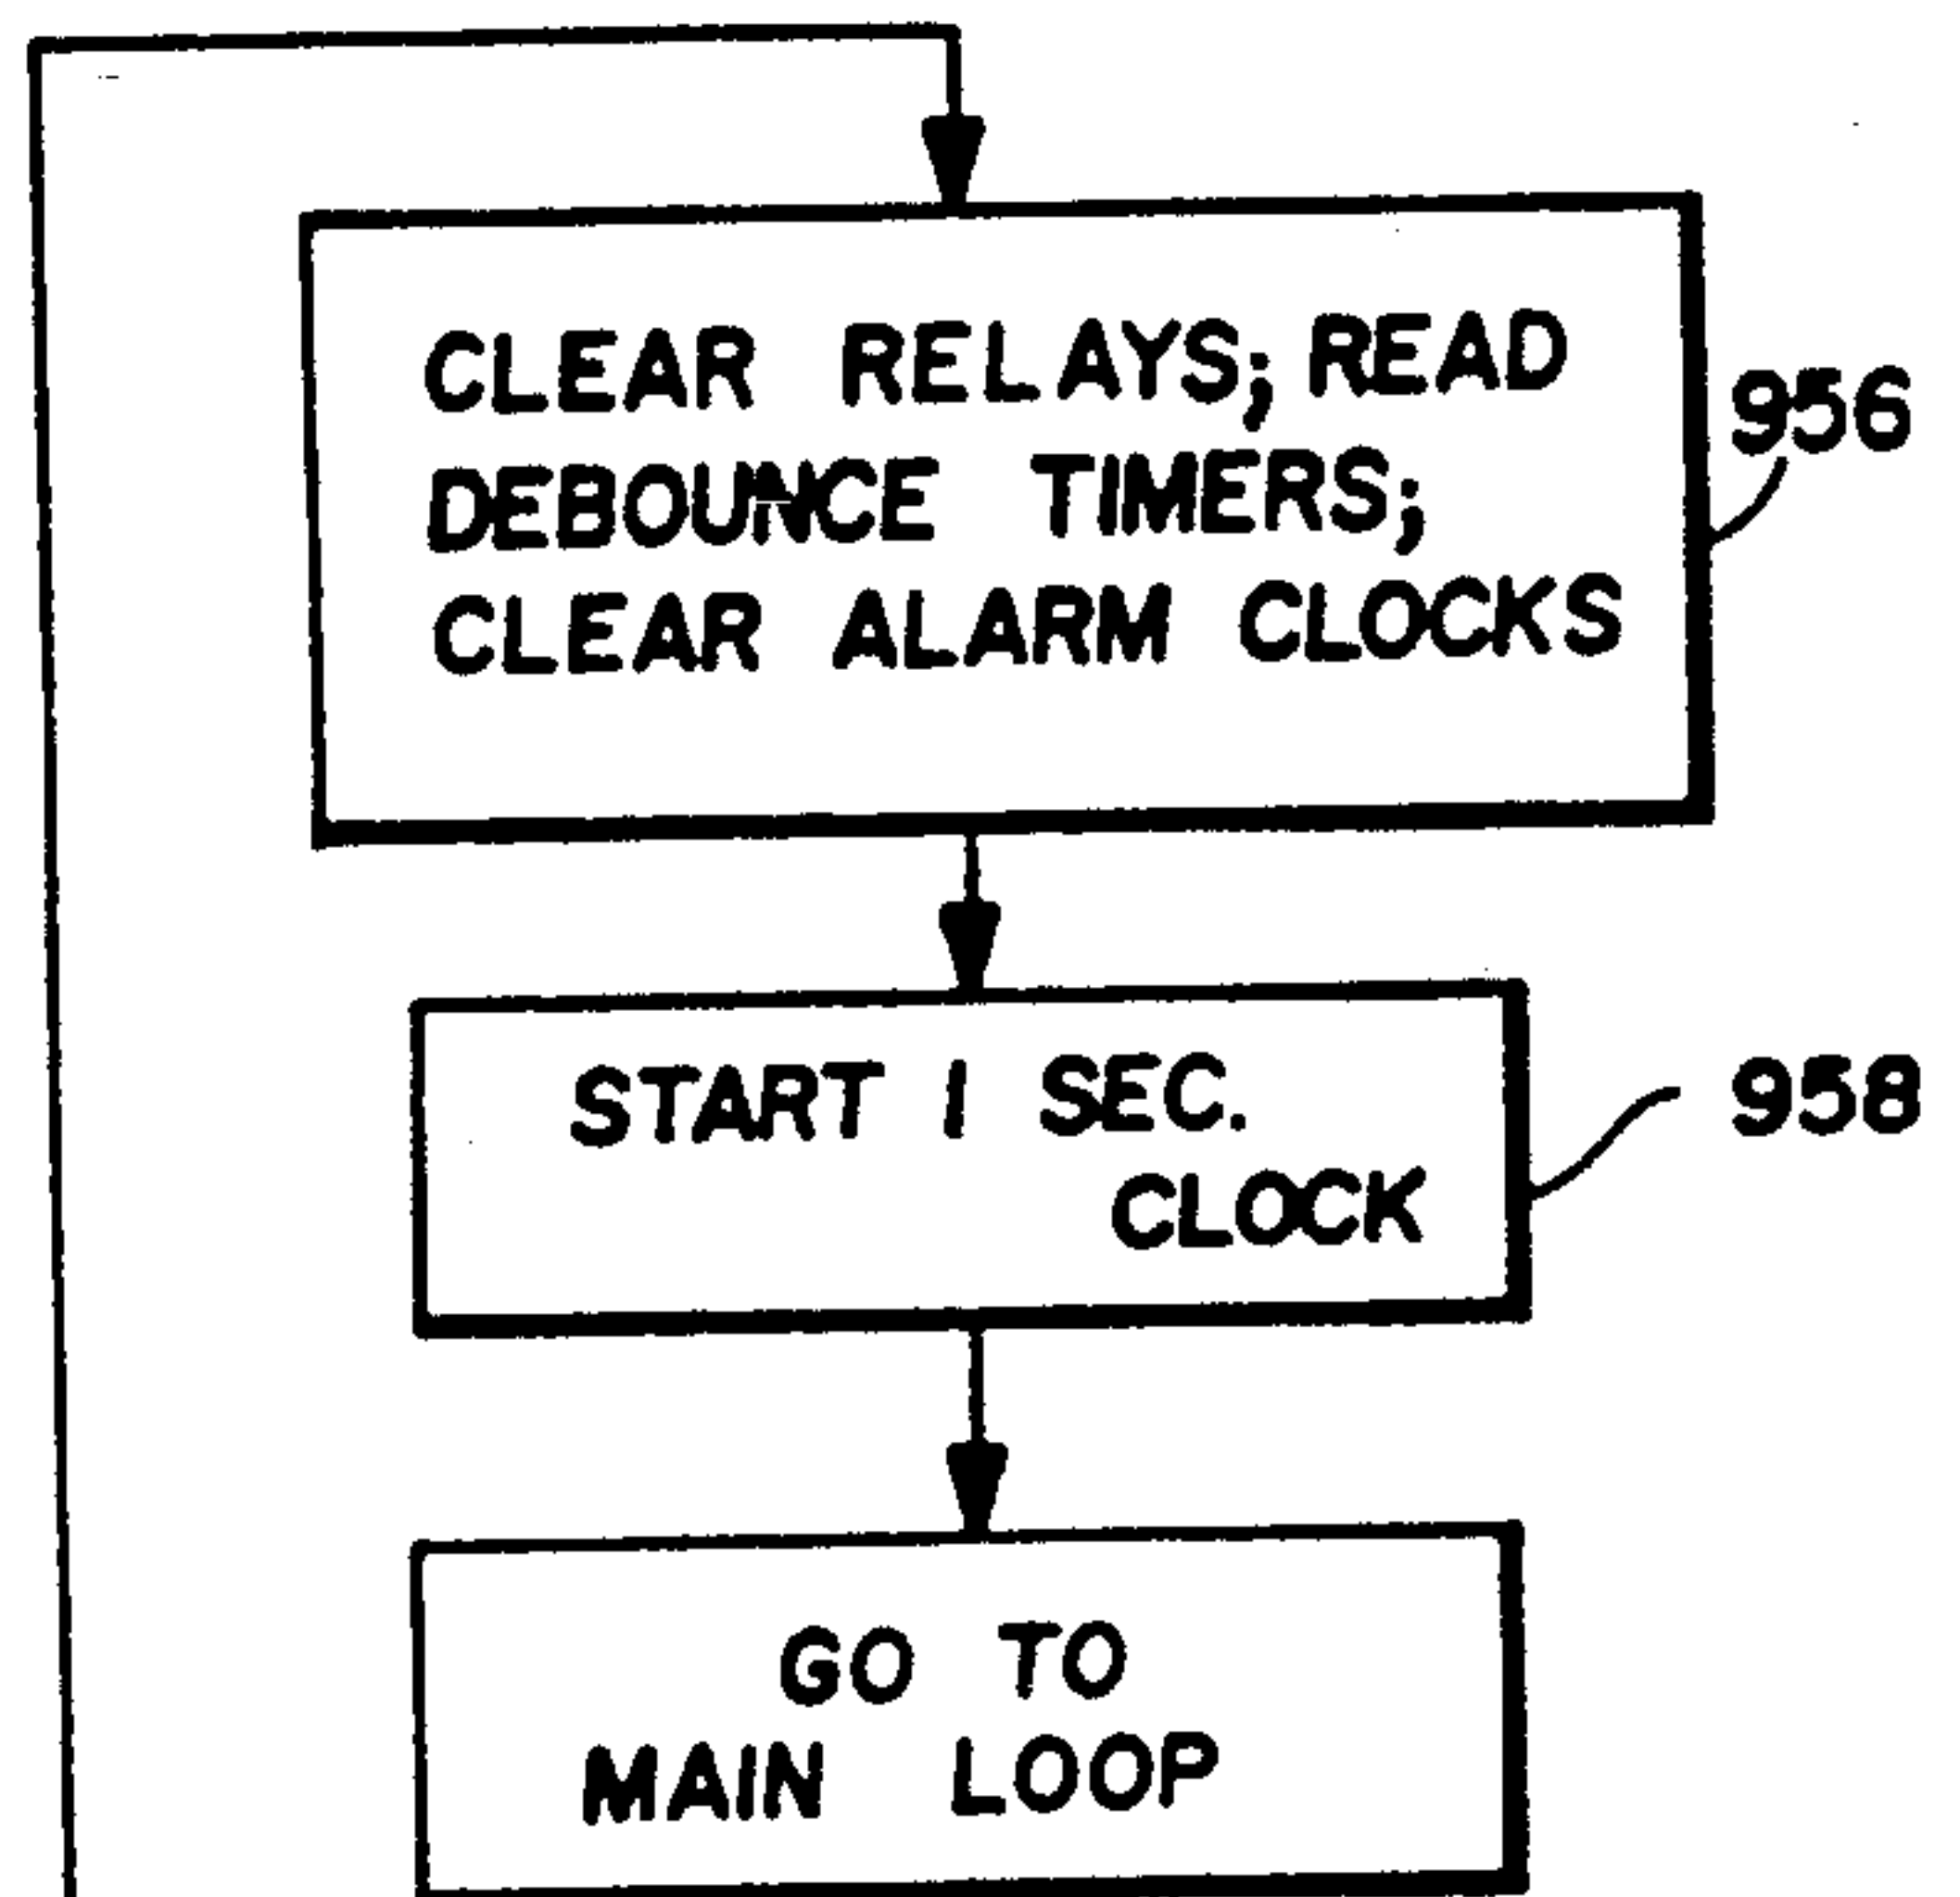 CLEAR RELAYS; READ
DEBOUNCE TIMERS;
CLEAR ALARM CLOCKS
956
START 1 SEC.
CLOCK
958
GO TO
MAIN LOOP